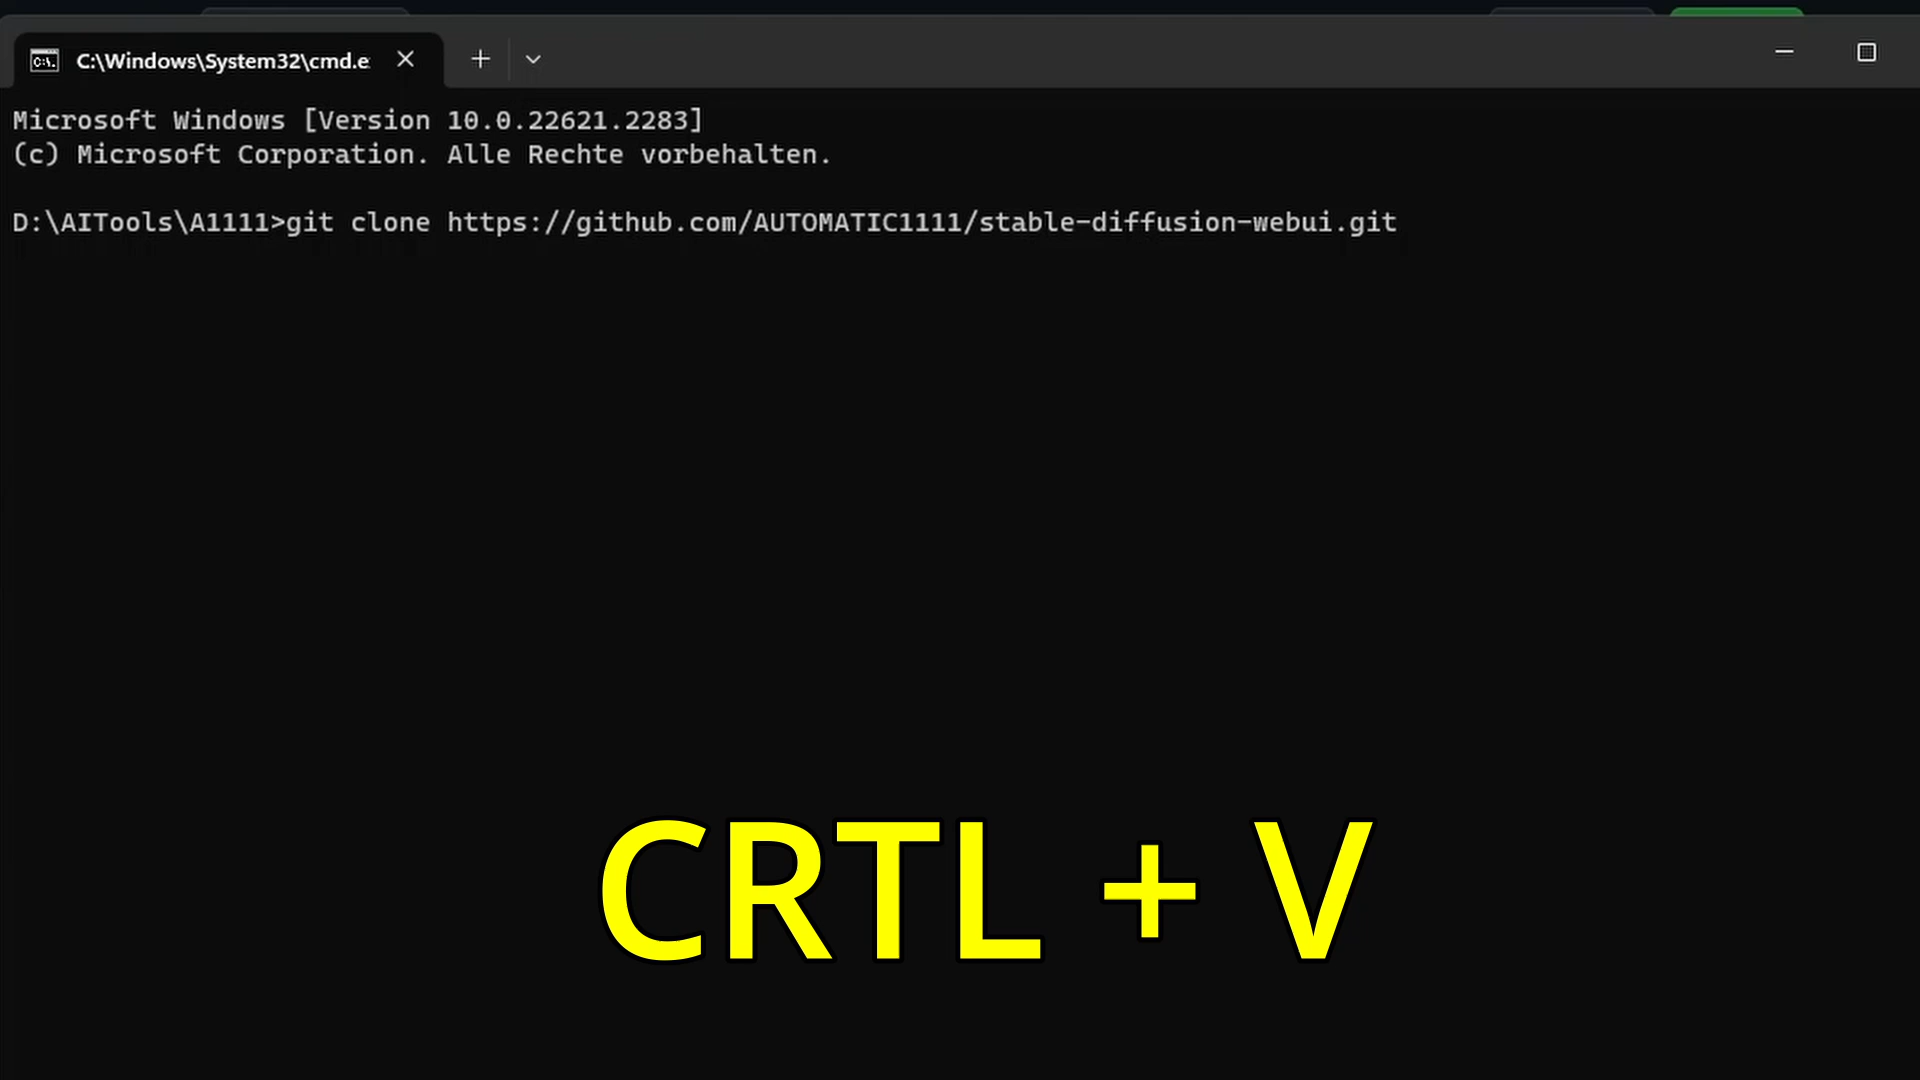 C:\Windows\System32\cmd.e
Microsoft Windows [Version 10.0.22621.2283]
(c) Microsoft Corporation. Alle Rechte vorbehalten.
D:\AITools\A1111>git clone https://github.com/AUTOMATIC1111/stable-diffusion-webui.git
CRTL + V